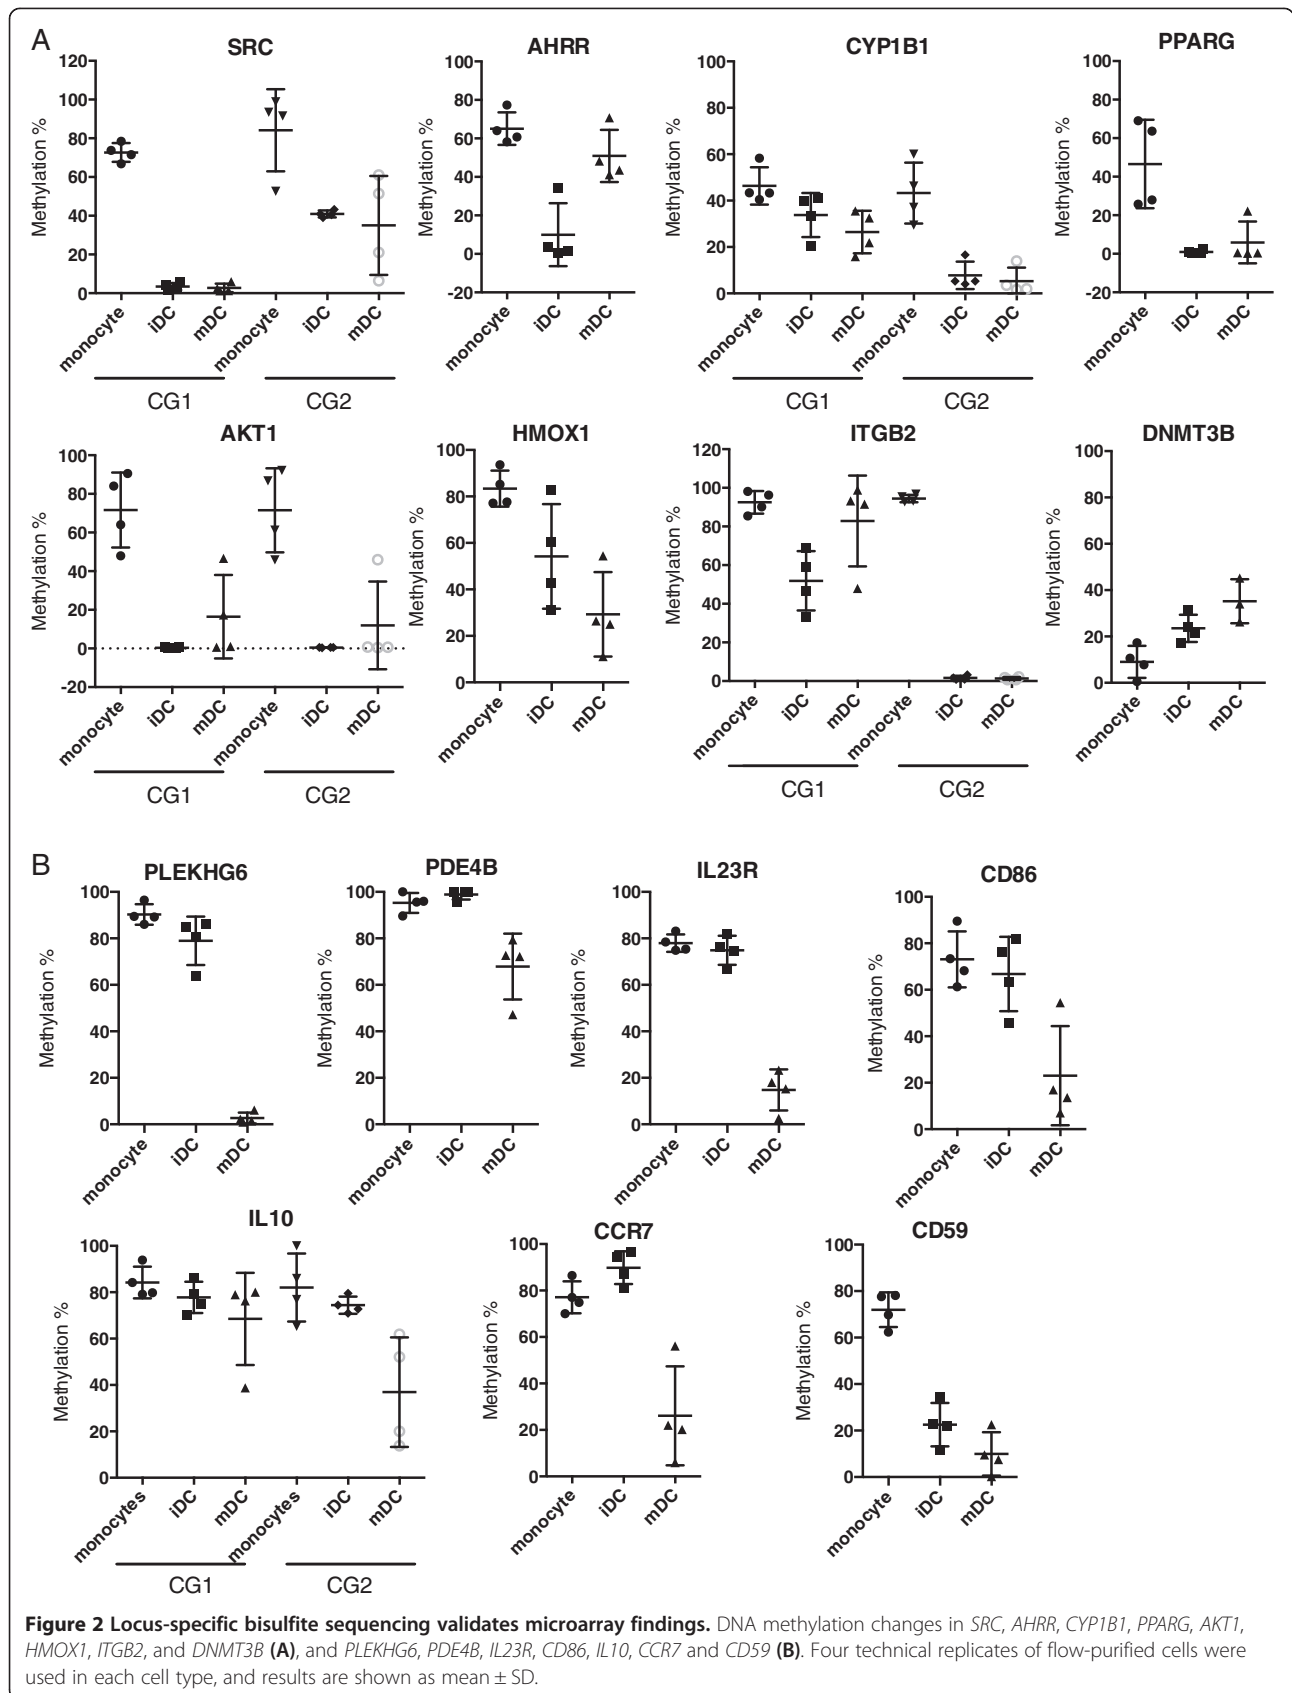 A
SRC
Methylation %
120
100
80
60
40
20
0
monocyte
iDC
mDC
monocyte
iDC
mDC
CG1
CG2
AHRR
Methylation %
100
80
60
40
20
0
-20
monocyte
iDC
mDC
CYP1B1
Methylation %
100
80
60
40
20
0
monocyte
iDC
mDC
monocyte
iDC
mDC
CG1
CG2
PPARG
Methylation %
100
80
60
40
20
0
-20
monocyte
iDC
mDC
AKT1
Methylation %
100
80
60
40
20
0
-20
monocyte
iDC
mDC
monocyte
iDC
mDC
CG1
CG2
HMOX1
Methylation %
100
80
60
40
20
0
monocyte
iDC
mDC
ITGB2
Methylation %
120
100
80
60
40
20
0
monocyte
iDC
mDC
monocyte
iDC
mDC
CG1
CG2
DNMT3B
Methylation %
100
80
60
40
20
0
monocyte
iDC
mDC
B
PLEKHG6
Methylation %
100
80
60
40
20
0
monocyte
iDC
mDC
PDE4B
Methylation %
100
80
60
40
20
0
monocyte
iDC
mDC
IL23R
Methylation %
100
80
60
40
20
0
monocyte
iDC
mDC
CD86
Methylation %
100
80
60
40
20
0
monocyte
iDC
mDC
IL10
Methylation %
100
80
60
40
20
0
monocytes
iDC
mDC
monocytes
iDC
mDC
CG1
CG2
CCR7
Methylation %
100
80
60
40
20
0
monocyte
iDC
mDC
CD59
Methylation %
100
80
60
40
20
0
monocyte
iDC
mDC
Figure 2 Locus-specific bisulfite sequencing validates microarray findings. DNA methylation changes in SRC, AHRR, CYP1B1, PPARG, AKT1,
HMOX1, ITGB2, and DNMT3B (A), and PLEKHG6, PDE4B, IL23R, CD86, IL10, CCR7 and CD59 (B). Four technical replicates of flow-purified cells were
used in each cell type, and results are shown as mean ± SD.